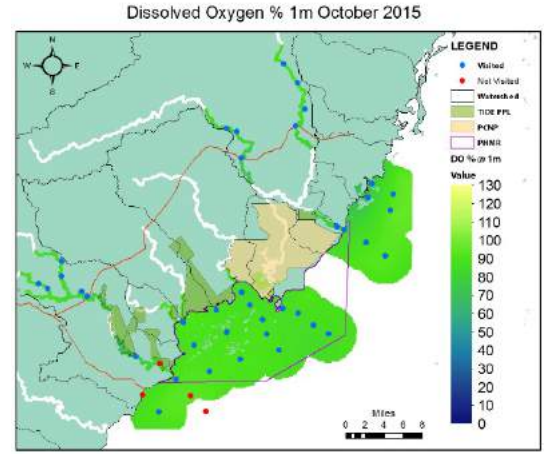 Dissolved Oxygen % 1m October 2015
N
W E
S
LEGEND
Visited
Not Visited
Watershed
TIDE PPL
PCNP
PHMR
DO % @ 1m
Value
130
120
110
100
90
80
70
60
50
40
30
20
10
0
Miles
0 2 4 6 8